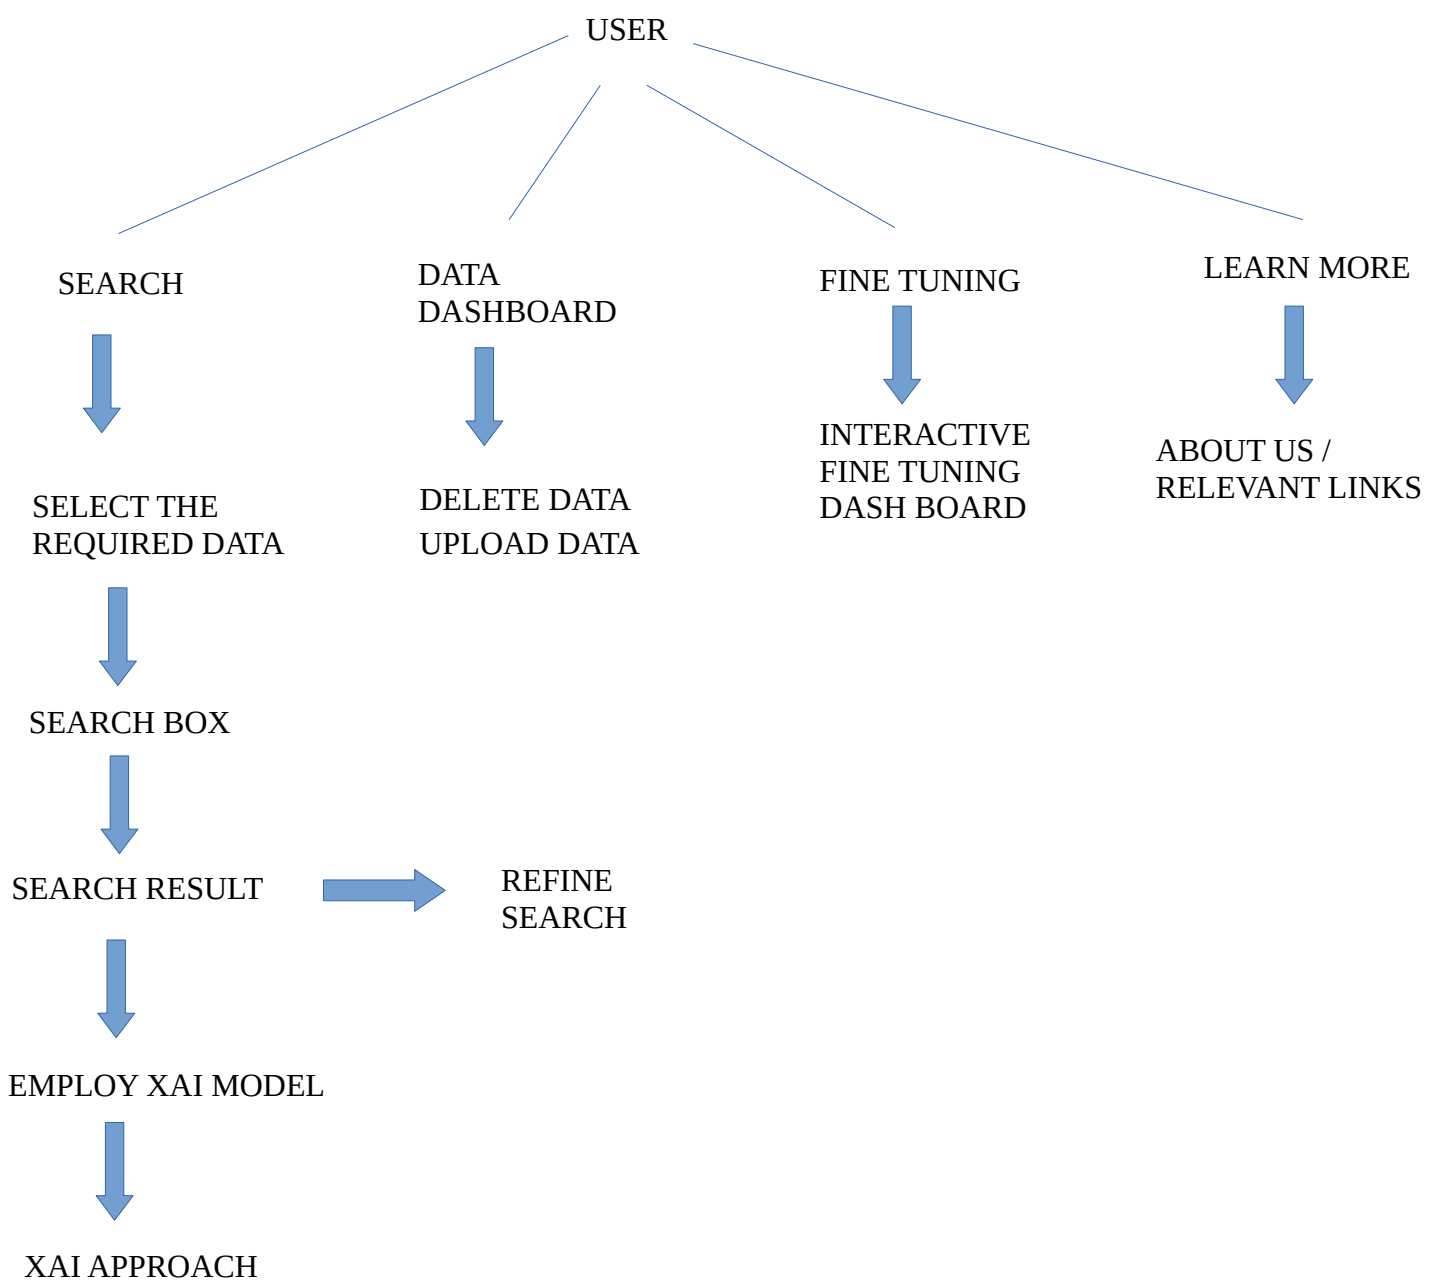 USER
SEARCH
DATA
DASHBOARD
FINE TUNING
LEARN MORE
SELECT THE
REQUIRED DATA
DELETE DATA
UPLOAD DATA
INTERACTIVE
FINE TUNING
DASH BOARD
ABOUT US /
RELEVANT LINKS
SEARCH BOX
SEARCH RESULT
REFINE
SEARCH
EMPLOY XAI MODEL
XAI APPROACH